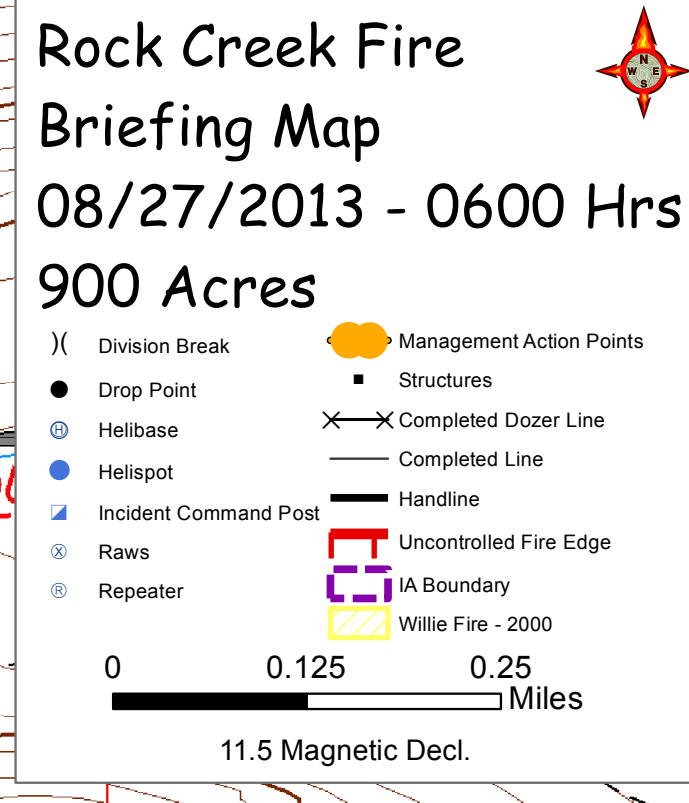 Rock Creek Fire
Briefing Map
08/27/2013 - 0600 Hrs
900 Acres
N
W E
S
)( Division Break
Drop Point
H Helibase
Helispot
Incident Command Post
X Raws
R Repeater
Management Action Points
Structures
Completed Dozer Line
Completed Line
Handline
Uncontrolled Fire Edge
IA Boundary
Willie Fire - 2000
0 0.125 0.25
Miles
11.5 Magnetic Decl.